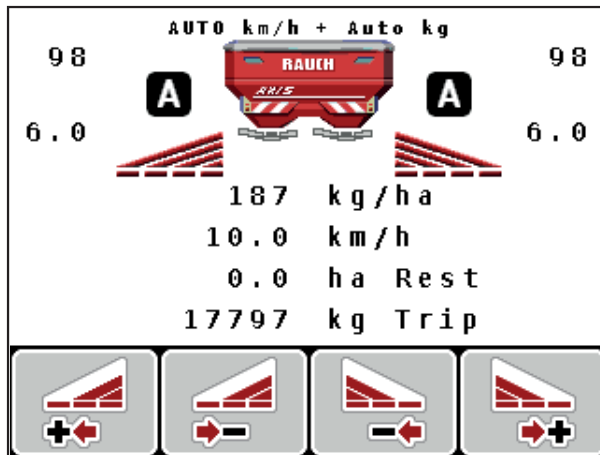 AUTO km/h + Auto kg
98 98
RAUCH
A A
AXIS
6.0 6.0
187 kg/ha
10.0 km/h
0.0 ha Rest
17797 kg Trip